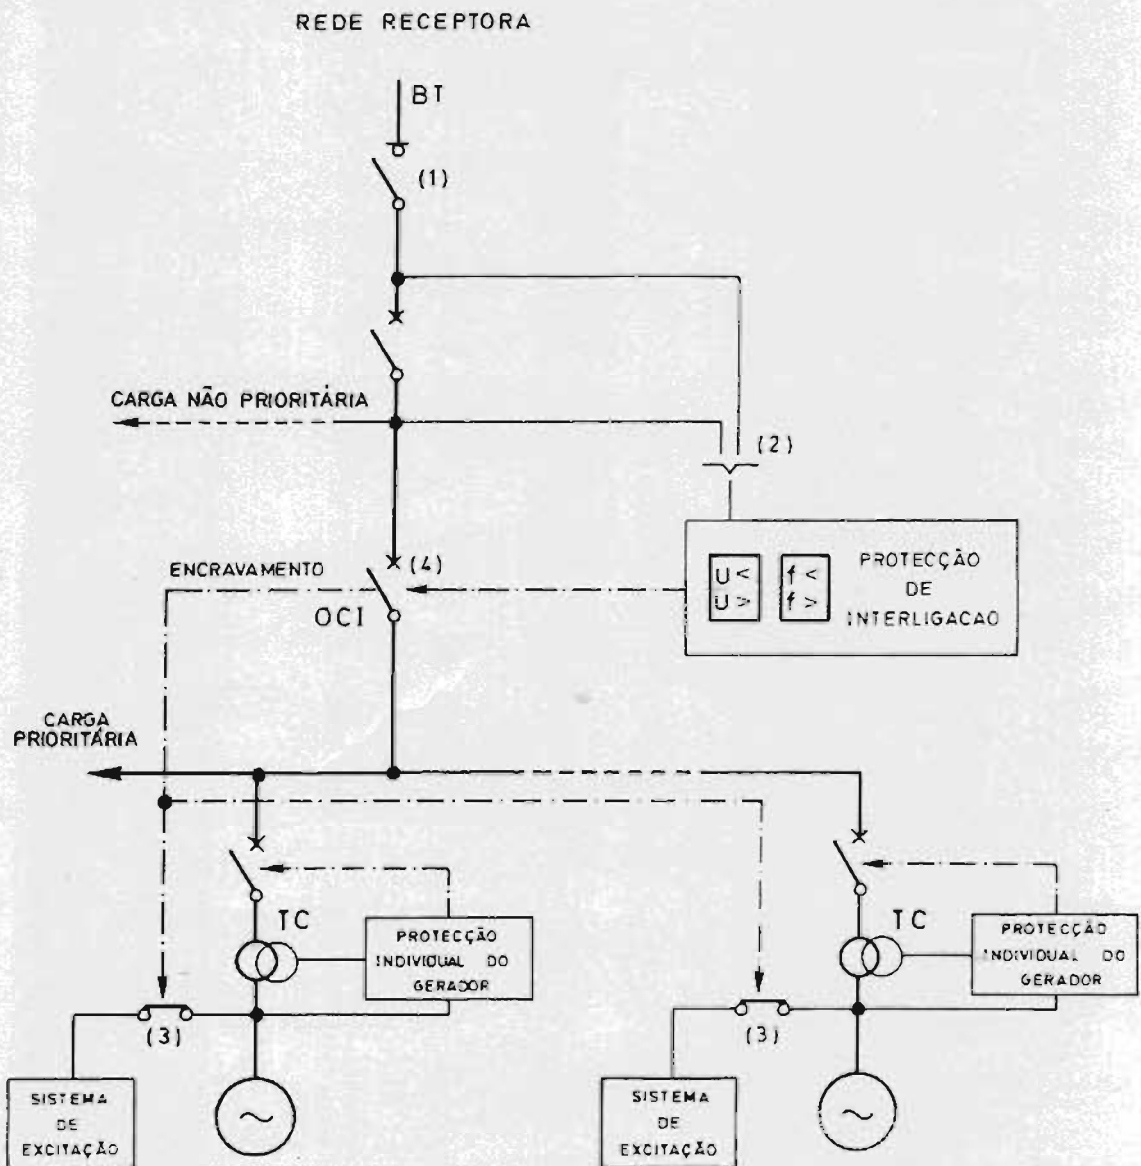 REDE RECEPTORA
BT
(1)
CARGA NÃO PRIORITÁRIA
(2)
ENCRAVAMENTO
(4)
OCI
U <
U >
f <
f >
PROTECÇÃO
DE
INTERLIGACAO
CARGA
PRIORITÁRIA
TC
PROTECÇÃO
INDIVIDUAL DO
GERADOR
(3)
SISTEMA
DE
EXCITAÇÃO
~
TC
PROTECÇÃO
INDIVIDUAL DO
GERADOR
(3)
SISTEMA
DE
EXCITAÇÃO
~